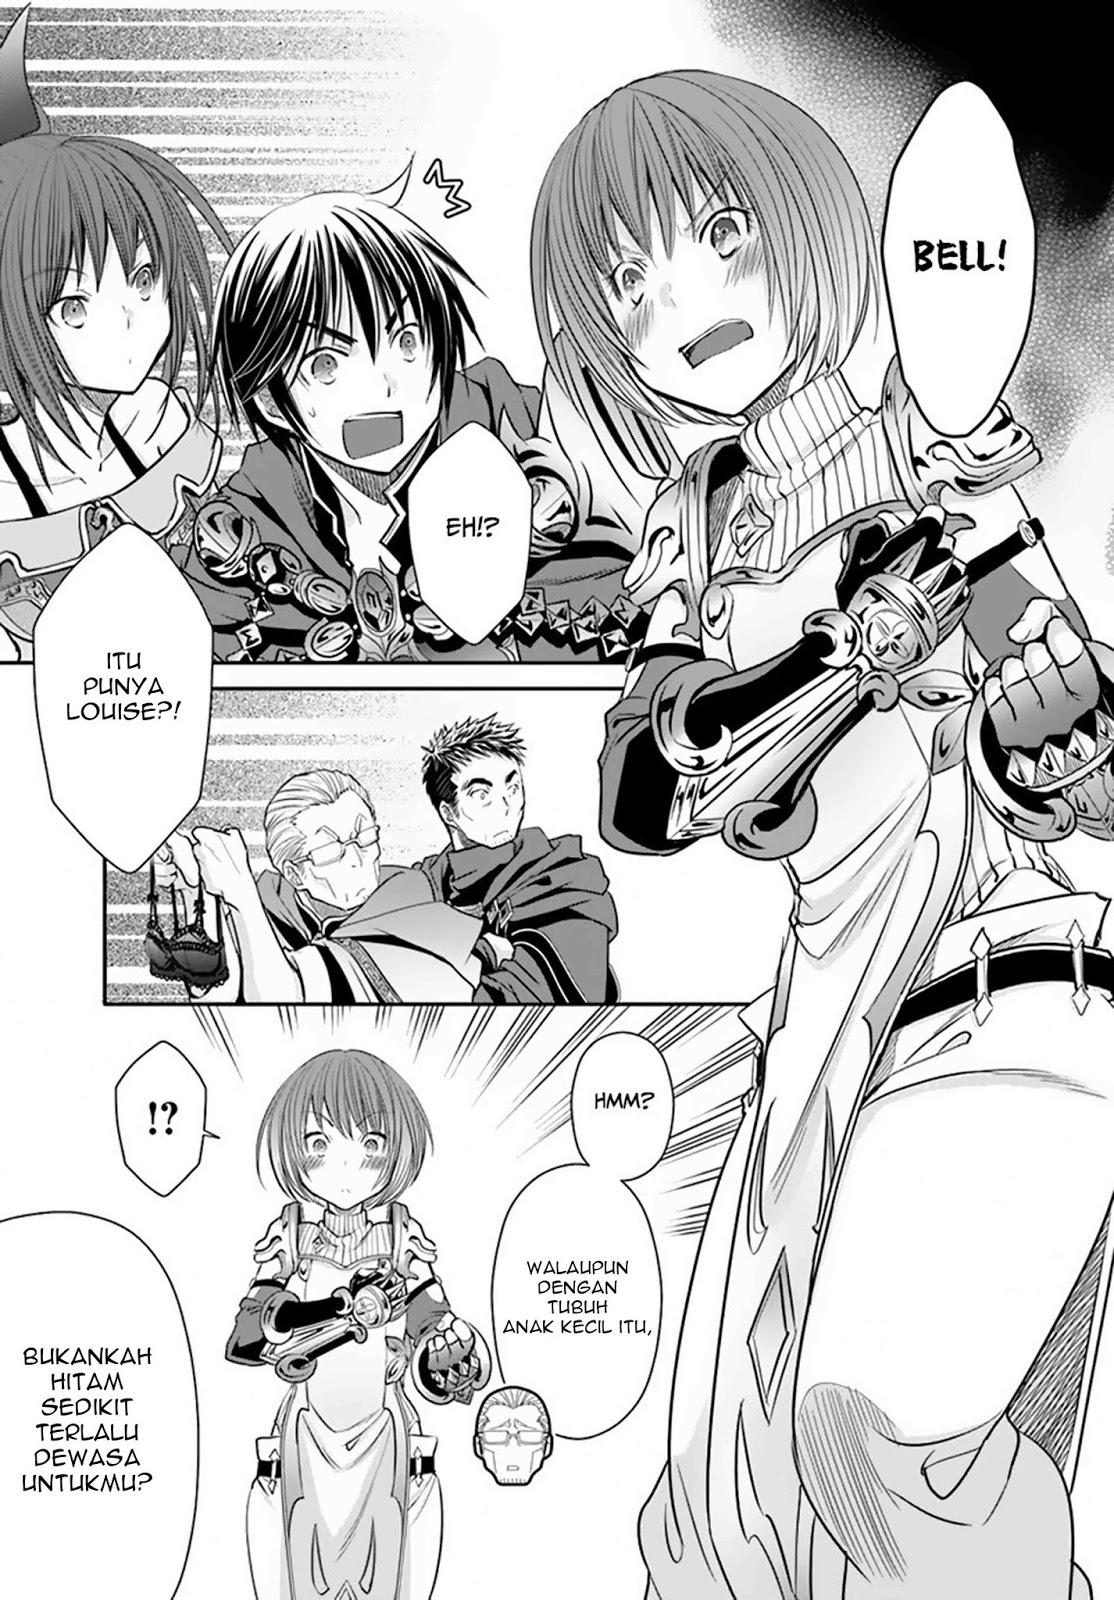 BELL!
EH!?
ITU
PUNYA
LOUISE?!
HMM?
WALAUPUN
DENGAN
TUBUH
ANAK KECIL ITU,
!?
BUKANKAH
HITAM
SEDIKIT
TERLALU
DEWASA
UNTUKMU?